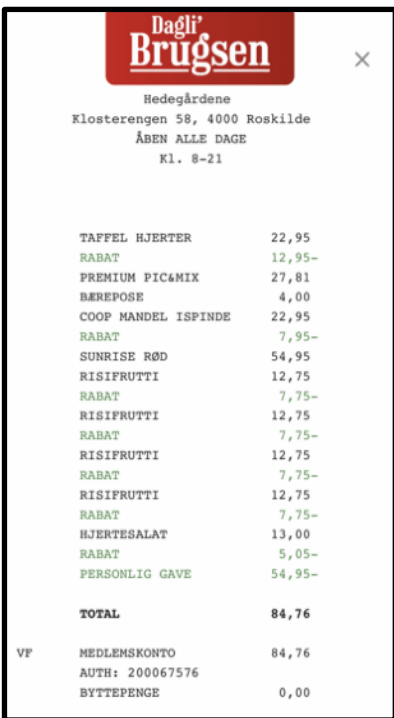 Dagli'
Brugsen
×
Hedegårdene
Klosterengen 58, 4000 Roskilde
ÅBEN ALLE DAGE
Kl. 8-21
TAFFEL HJERTER 22,95
RABAT 12,95-
PREMIUM PIC&MIX 27,81
BÆREPOSE 4,00
COOP MANDEL ISPINDE 22,95
RABAT 7,95-
SUNRISE RØD 54,95
RISIFRUTTI 12,75
RABAT 7,75-
RISIFRUTTI 12,75
RABAT 7,75-
RISIFRUTTI 12,75
RABAT 7,75-
RISIFRUTTI 12,75
RABAT 7,75-
HJERTESALAT 13,00
RABAT 5,05-
PERSONLIG GAVE 54,95-
TOTAL 84,76
VF MEDLEMSKONTO 84,76
AUTH: 200067576
BYTTEPENGE 0,00